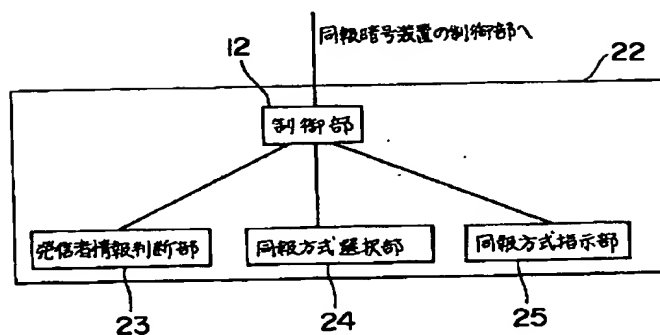 同報暗号装置の制御部へ
12
22
制御部
発信者情報判断部
同報方式選択部
同報方式指示部
23
24
25